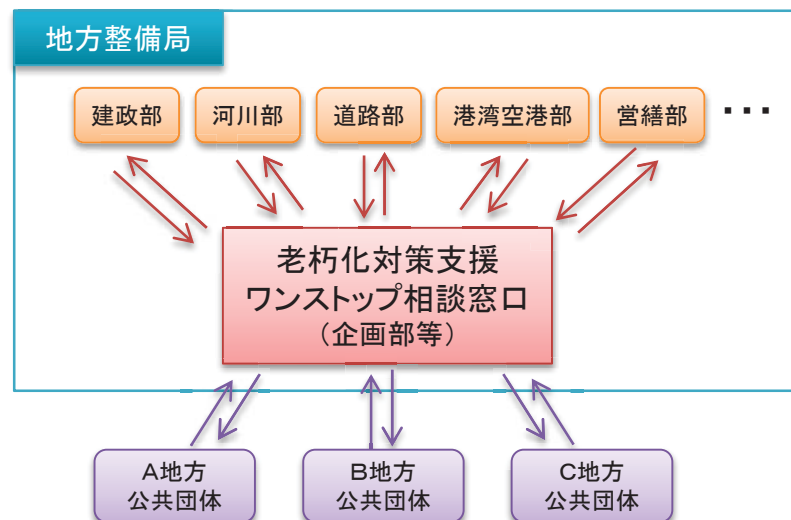 地方整備局
建政部
河川部
道路部
港湾空港部
営繕部
・・・
老朽化対策支援
ワンストップ相談窓口
（企画部等）
A地方
公共団体
B地方
公共団体
C地方
公共団体